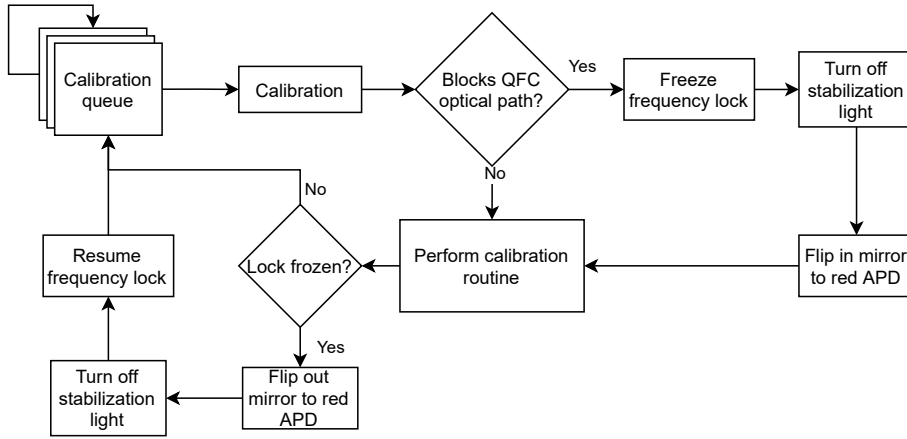 Calibration
queue
Calibration
Blocks QFC
optical path?
Yes
Freeze
frequency lock
Turn off
stabilization
light
No
No
Resume
frequency lock
Lock frozen?
Perform calibration
routine
Flip in mirror
to red APD
Yes
Turn off
stabilization
light
Flip out
mirror to red
APD